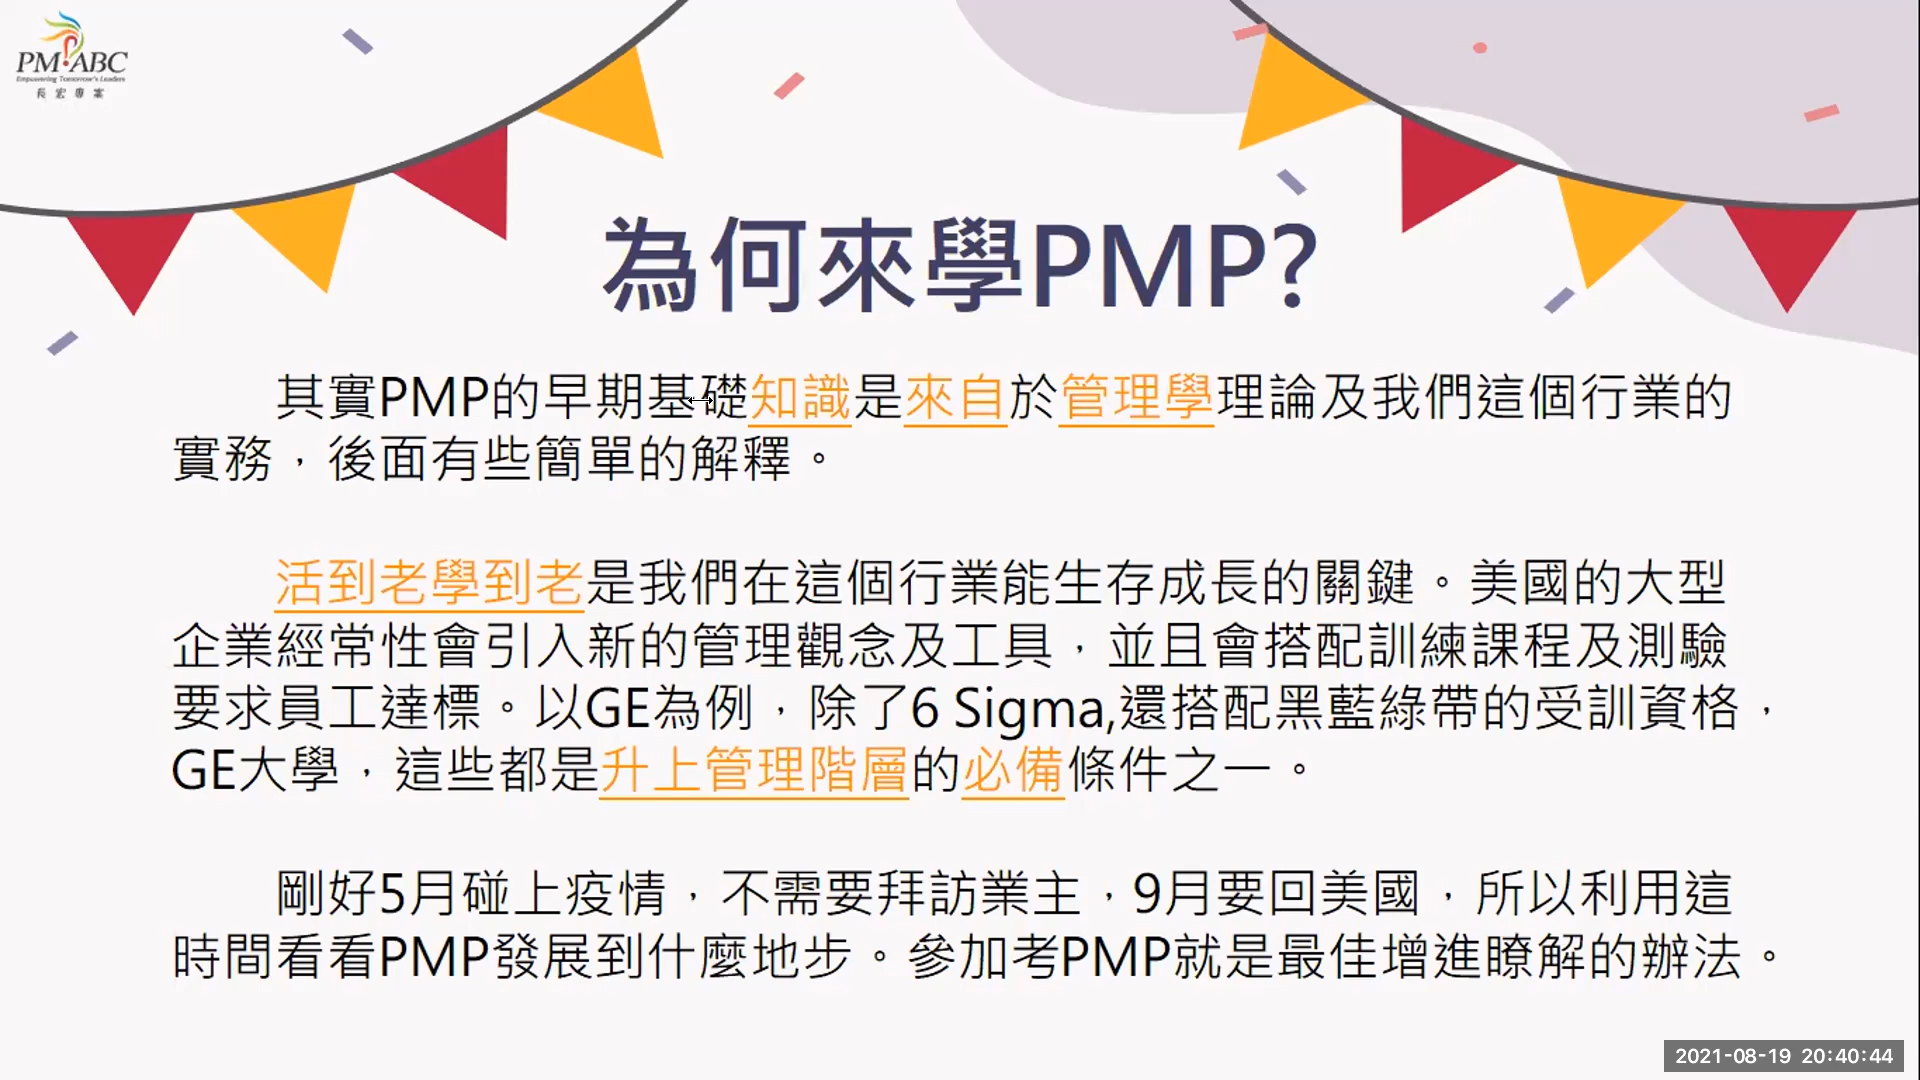 PMABC
Empowering Tomorrow's Leaders
長宏專案
為何來學PMP?
其實PMP的早期基礎知識是來自於管理學理論及我們這個行業的
實務，後面有些簡單的解釋。
活到老學到老是我們在這個行業能生存成長的關鍵。美國的大型
企業經常性會引入新的管理觀念及工具，並且會搭配訓練課程及測驗
要求員工達標。以GE為例，除了6 Sigma,還搭配黑藍綠帶的受訓資格，
GE大學，這些都是升上管理階層的必備條件之一。
剛好5月碰上疫情，不需要拜訪業主，9月要回美國，所以利用這
時間看看PMP發展到什麼地步。參加考PMP就是最佳增進瞭解的辦法。
2021-08-19 20:40:44